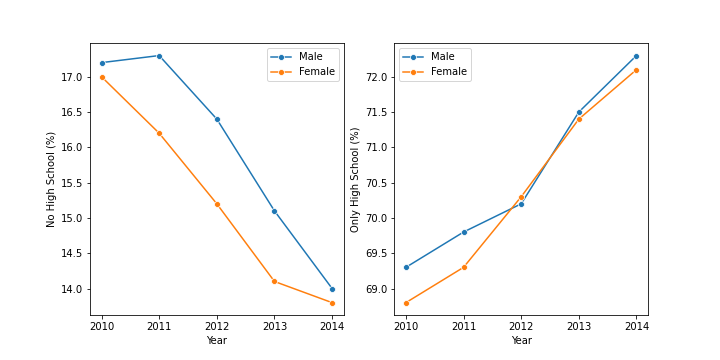 No High School (%)
17.0
16.5
16.0
15.5
15.0
14.5
14.0
2010 2011 2012 2013 2014
Year
Male
Female
Only High School (%)
72.0
71.5
71.0
70.5
70.0
69.5
69.0
2010 2011 2012 2013 2014
Year
Male
Female